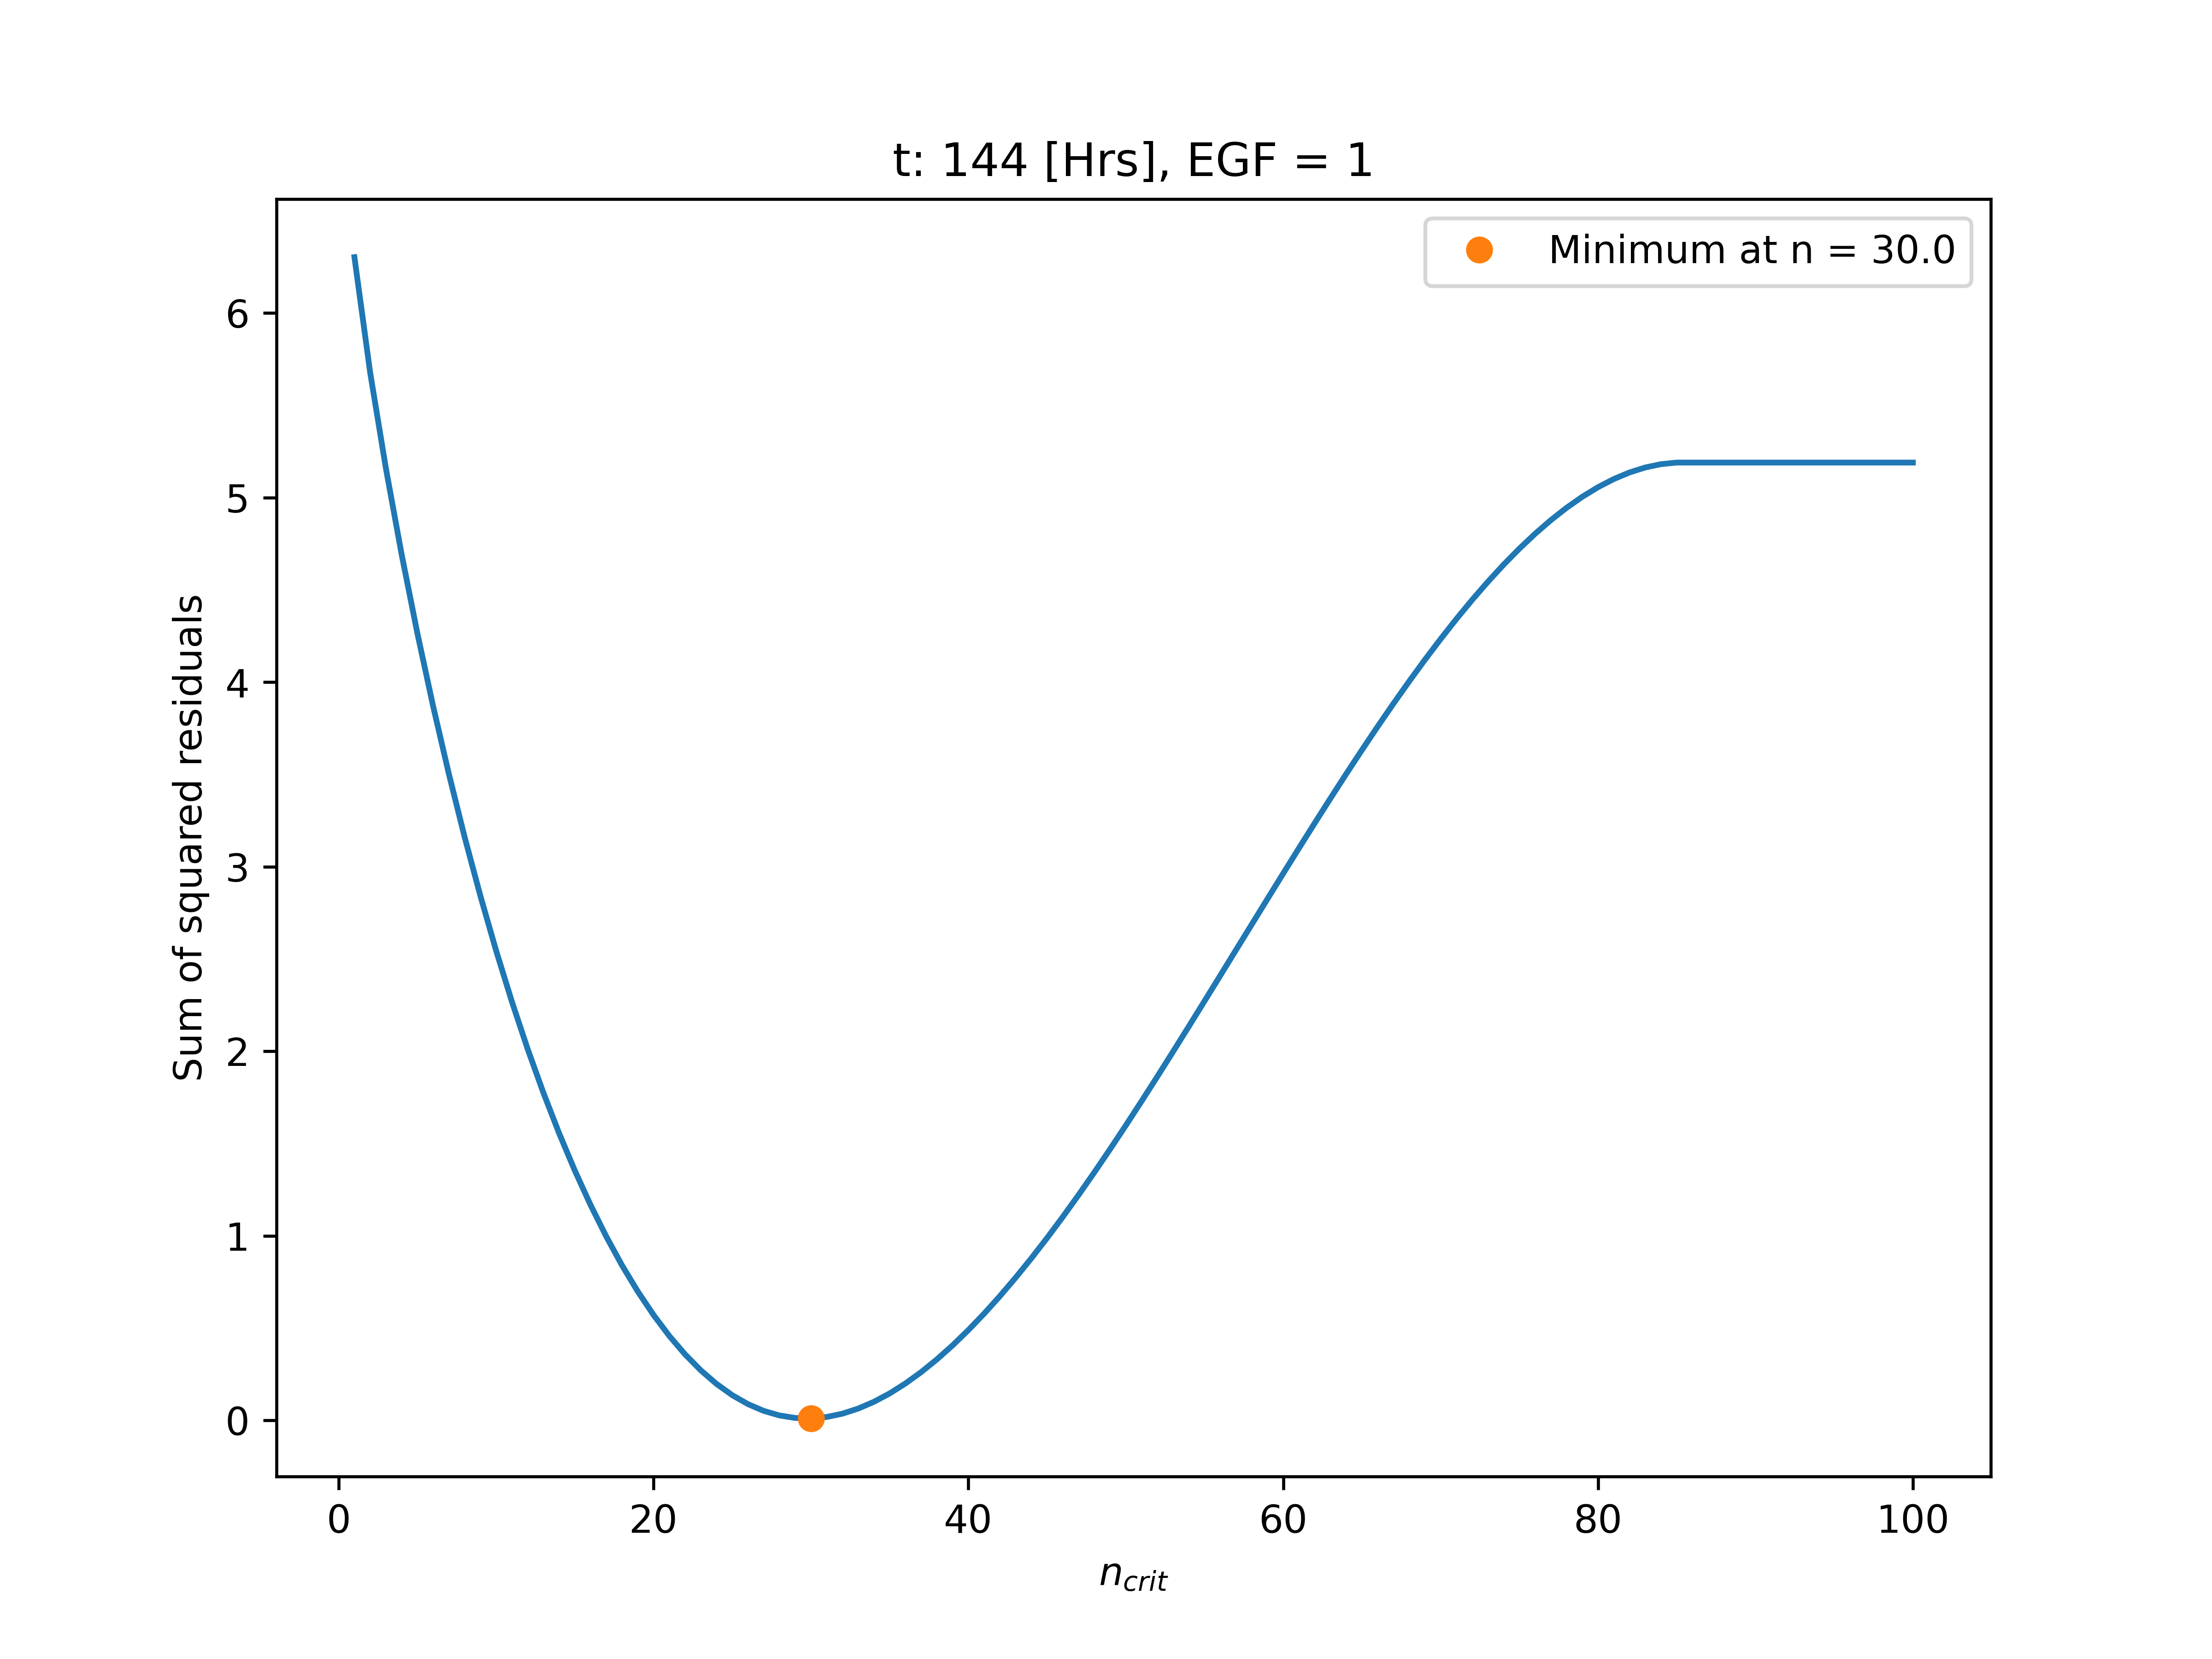 t: 144 [Hrs], EGF = 1
Minimum at n = 30.0
Sum of squared residuals
6
5
4
3
2
1
0
0 20 40 60 80 100
n_crit